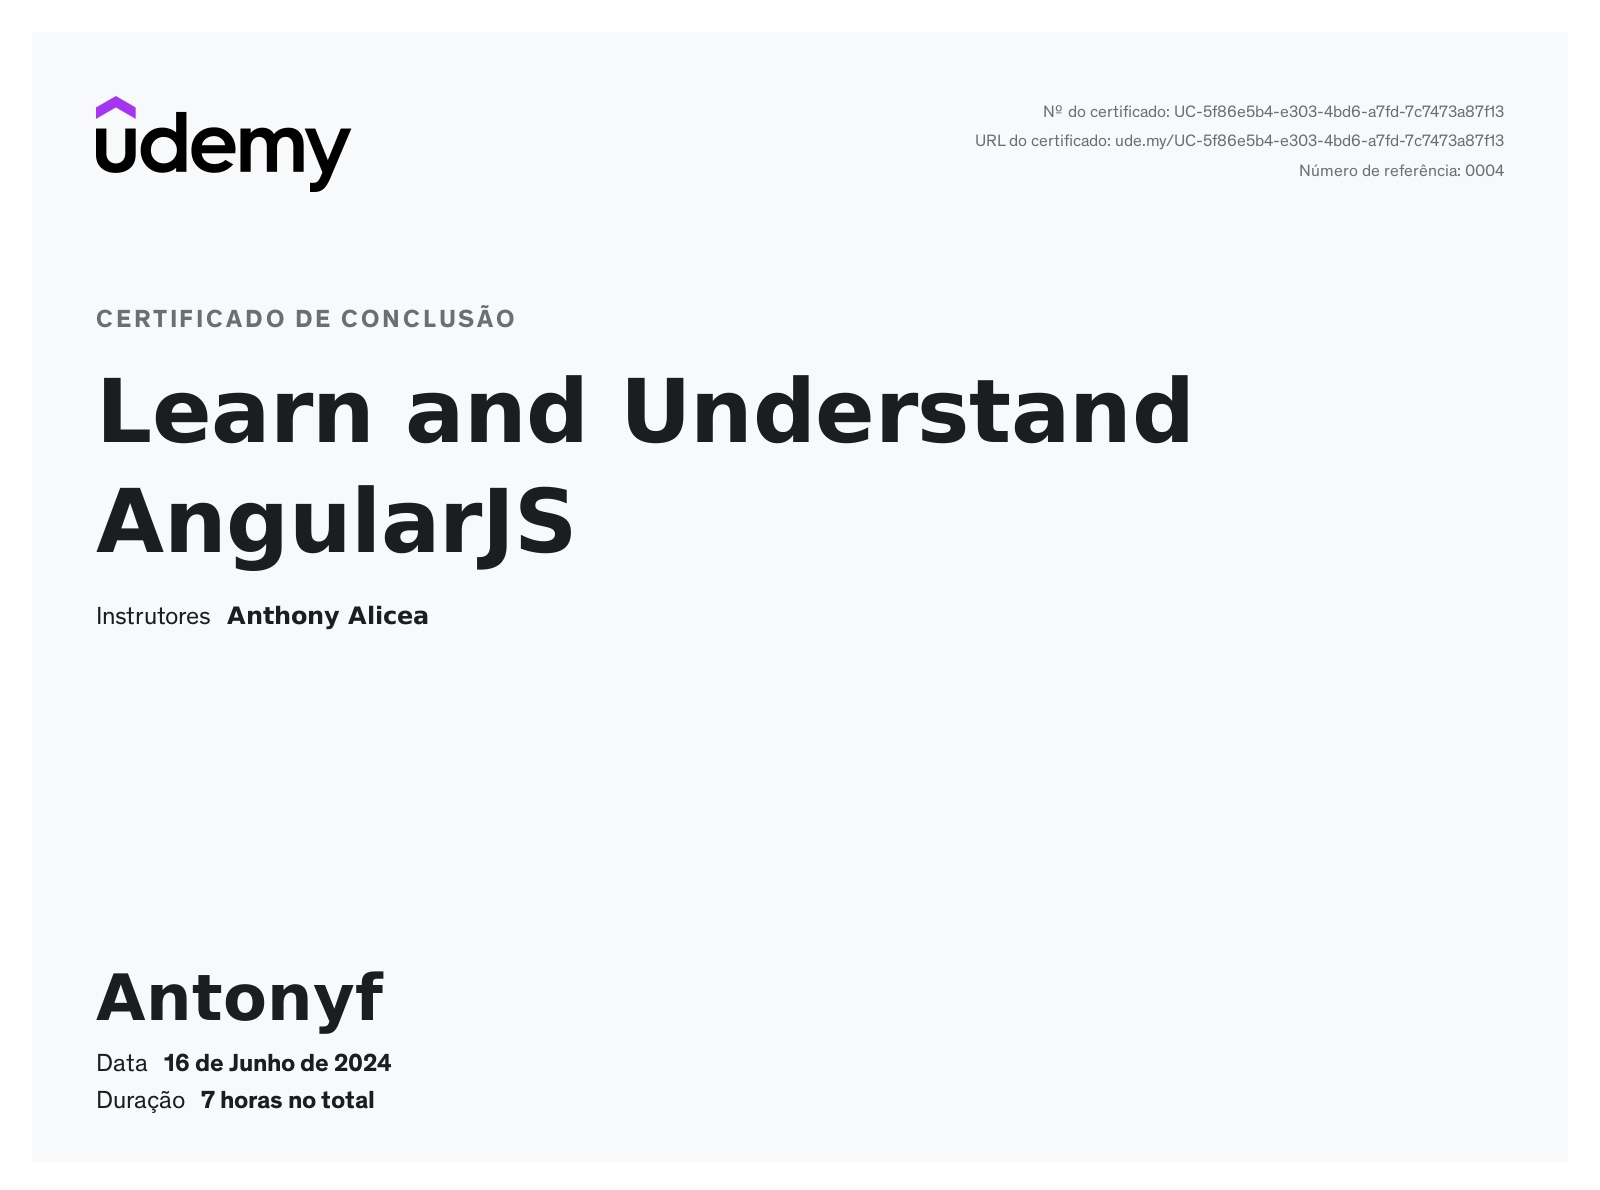 udemy
Nº do certificado: UC-5f86e5b4-e303-4bd6-a7fd-7c7473a87f13
URL do certificado: ude.my/UC-5f86e5b4-e303-4bd6-a7fd-7c7473a87f13
Número de referência: 0004
CERTIFICADO DE CONCLUSÃO
Learn and Understand
AngularJS
Instrutores Anthony Alicea
Antonyf
Data 16 de Junho de 2024
Duração 7 horas no total